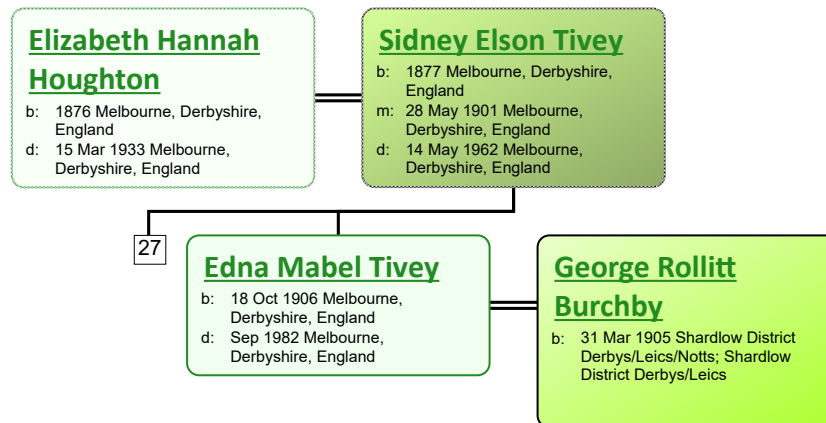 Elizabeth Hannah
Houghton
b: 1876 Melbourne, Derbyshire,
England
d: 15 Mar 1933 Melbourne,
Derbyshire, England
Sidney Elson Tivey
b: 1877 Melbourne, Derbyshire,
England
m: 28 May 1901 Melbourne,
Derbyshire, England
d: 14 May 1962 Melbourne,
Derbyshire, England
27
Edna Mabel Tivey
b: 18 Oct 1906 Melbourne,
Derbyshire, England
d: Sep 1982 Melbourne,
Derbyshire, England
George Rollitt
Burchby
b: 31 Mar 1905 Shardlow District
Derbys/Leics/Notts; Shardlow
District Derbys/Leics